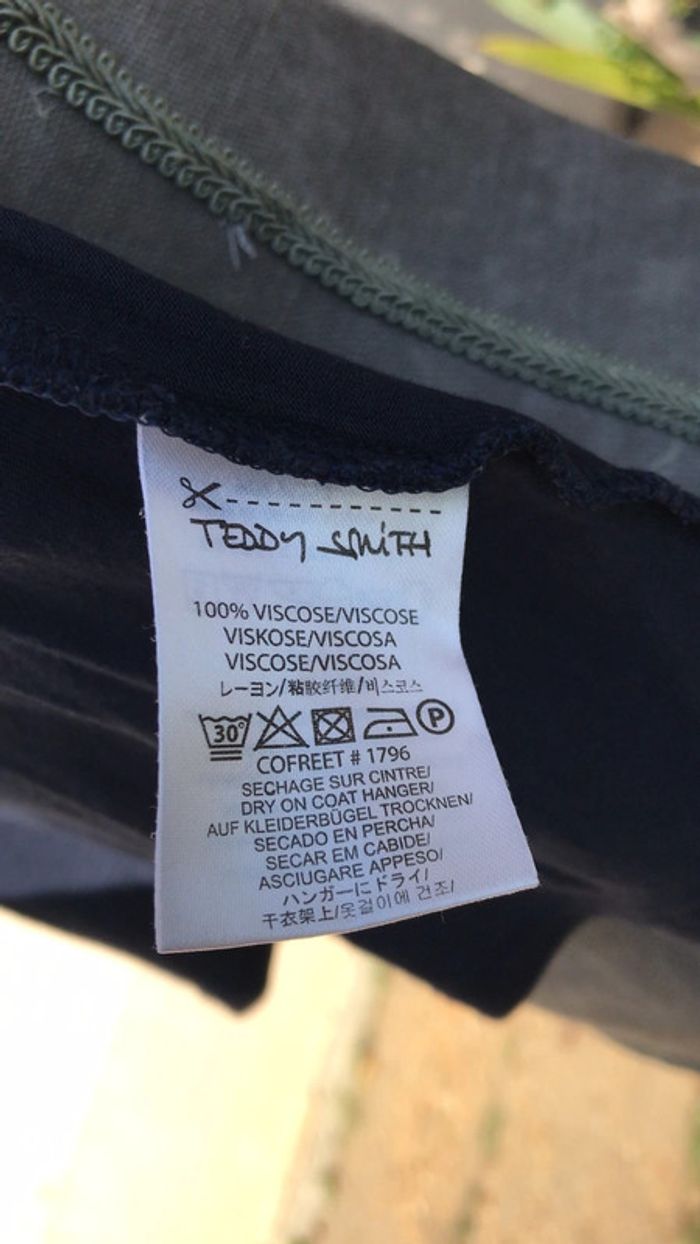 TEDDY SMiTH
100% VISCOSE/VISCOSE
VISKOSE/VISCOSA
VISCOSE/VISCOSA
レーヨン/粘胶纤维/비스코스
30°
P
COFREET # 1796
SECHAGE SUR CINTRE/
DRY ON COAT HANGER/
AUF KLEIDERBÜGEL TROCKNEN/
SECADO EN PERCHA/
SECAR EM CABIDE/
ASCIUGARE APPESO/
ハンガーにドライ/
干衣架上/옷걸이에 건조/